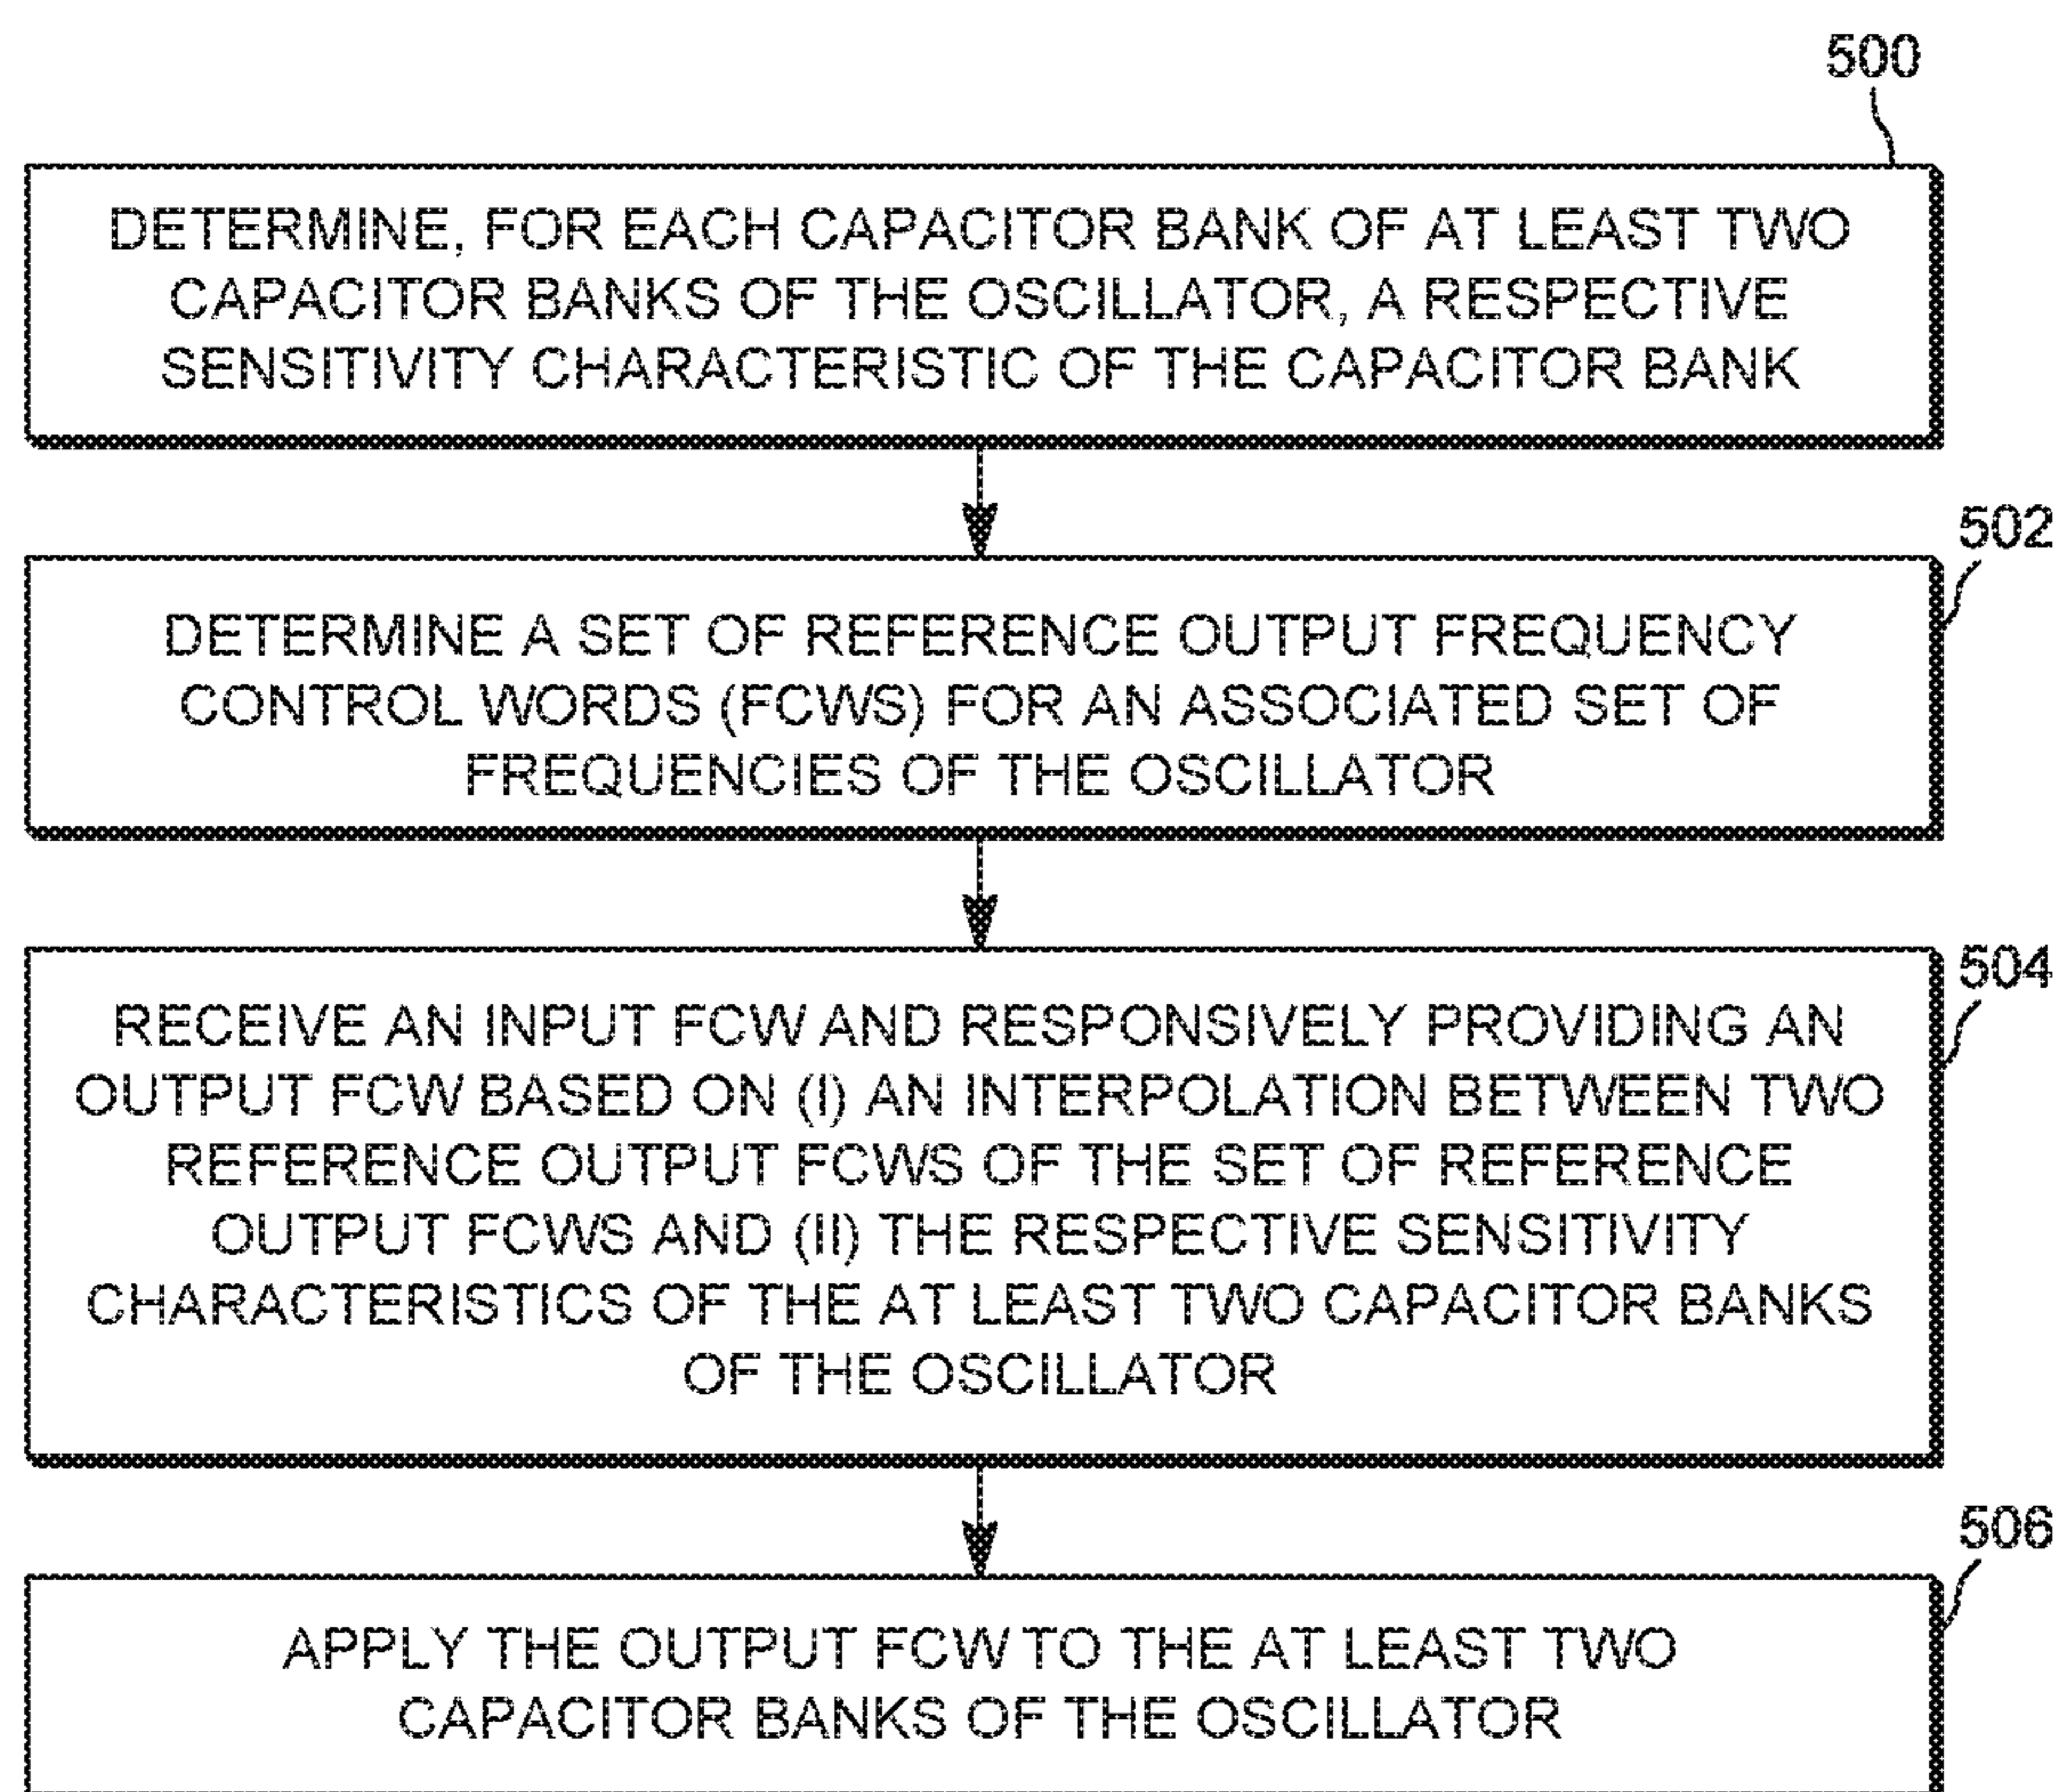 500
DETERMINE, FOR EACH CAPACITOR BANK OF AT LEAST TWO
CAPACITOR BANKS OF THE OSCILLATOR, A RESPECTIVE
SENSITIVITY CHARACTERISTIC OF THE CAPACITOR BANK
502
DETERMINE A SET OF REFERENCE OUTPUT FREQUENCY
CONTROL WORDS (FCWS) FOR AN ASSOCIATED SET OF
FREQUENCIES OF THE OSCILLATOR
504
RECEIVE AN INPUT FCW AND RESPONSIVELY PROVIDING AN
OUTPUT FCW BASED ON (I) AN INTERPOLATION BETWEEN TWO
REFERENCE OUTPUT FCWS OF THE SET OF REFERENCE
OUTPUT FCWS AND (II) THE RESPECTIVE SENSITIVITY
CHARACTERISTICS OF THE AT LEAST TWO CAPACITOR BANKS
OF THE OSCILLATOR
506
APPLY THE OUTPUT FCW TO THE AT LEAST TWO
CAPACITOR BANKS OF THE OSCILLATOR